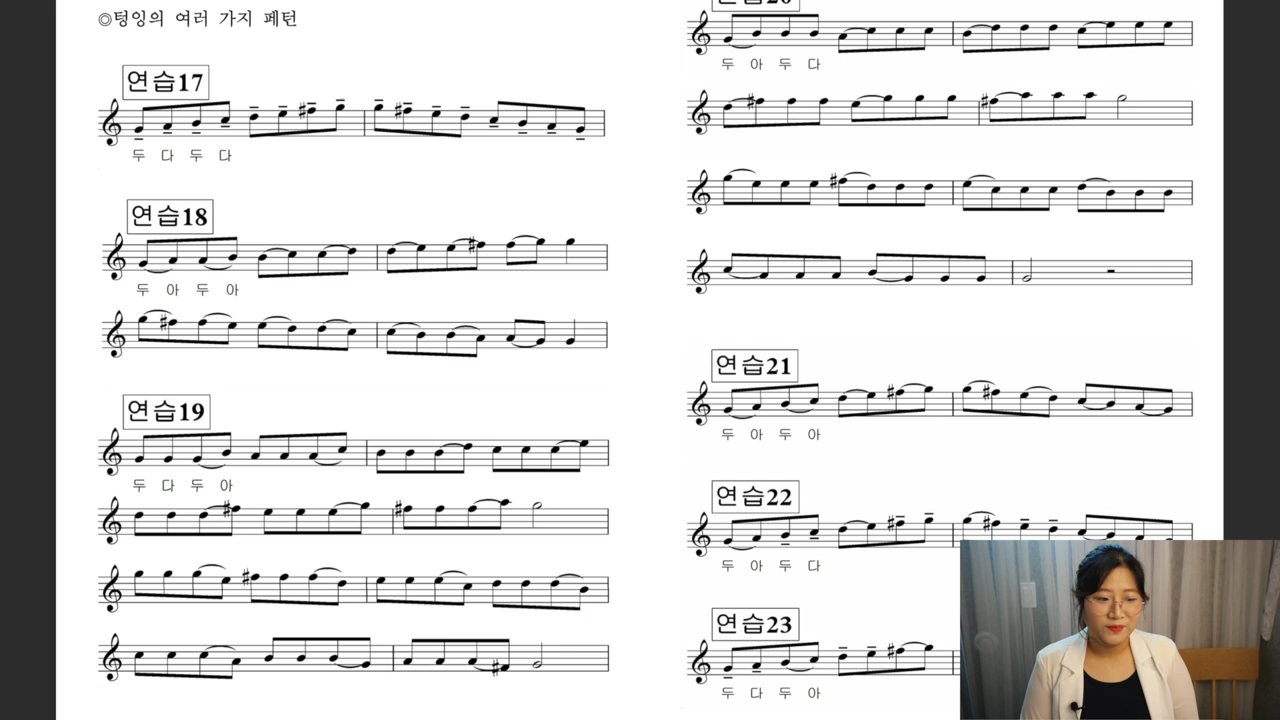 ◎텅잉의 여러 가지 페턴
연습17
두 다 두 다
연습18
두 아 두 아
연습19
두 다 두 아
두 아 두 다
연습21
두 아 두 아
연습22
두 아 두 다
연습23
두 다 두 아